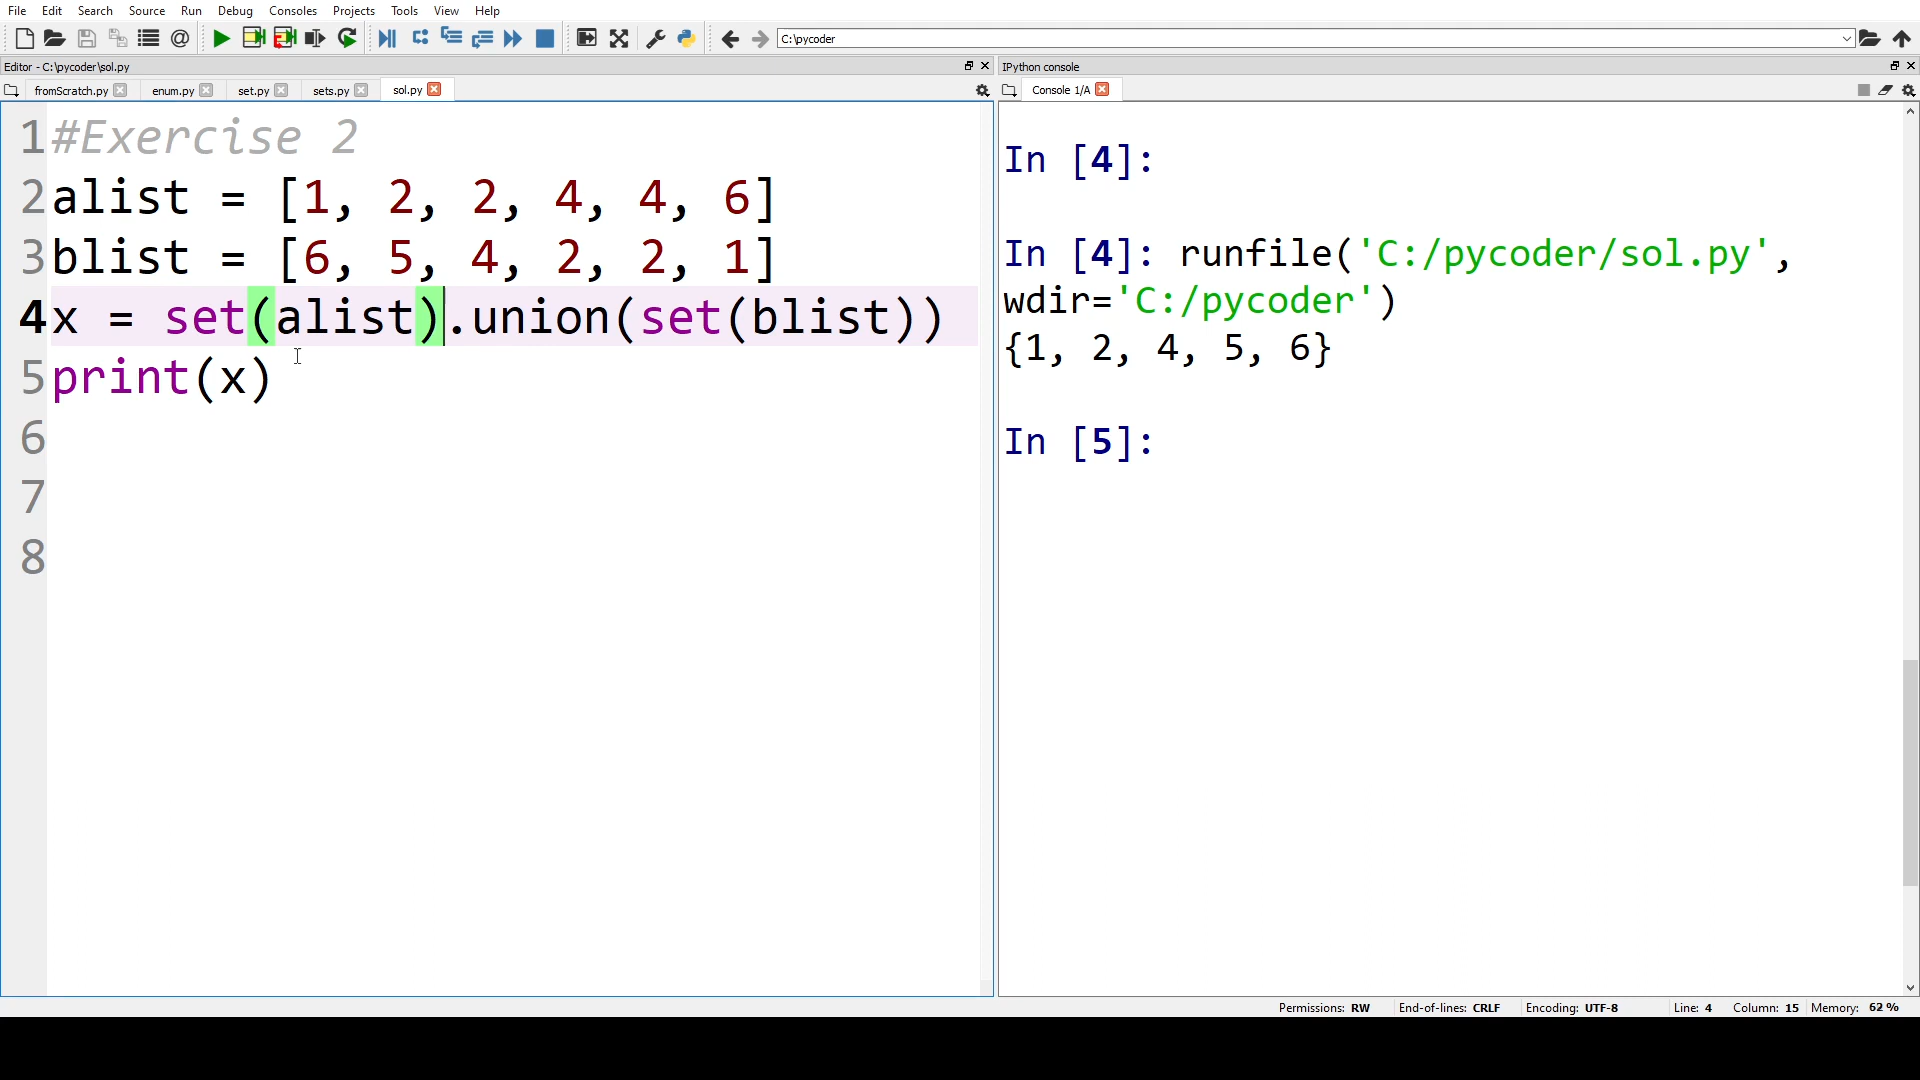 File Edit Search Source Run Debug Consoles Projects Tools View Help
C:\pycoder
Editor - C:\pycoder\sol.py
fromScratch.py enum.py set.py sets.py sol.py
1 #Exercise 2
2 alist = [1, 2, 2, 4, 4, 6]
3 blist = [6, 5, 4, 2, 2, 1]
4 x = set(alist).union(set(blist))
5 print(x)
6
7
8
IPython console
Console 1/A
In [4]:
In [4]: runfile('C:/pycoder/sol.py',
wdir='C:/pycoder')
{1, 2, 4, 5, 6}
In [5]:
Permissions: RW End-of-lines: CRLF Encoding: UTF-8 Line: 4 Column: 15 Memory: 62 %